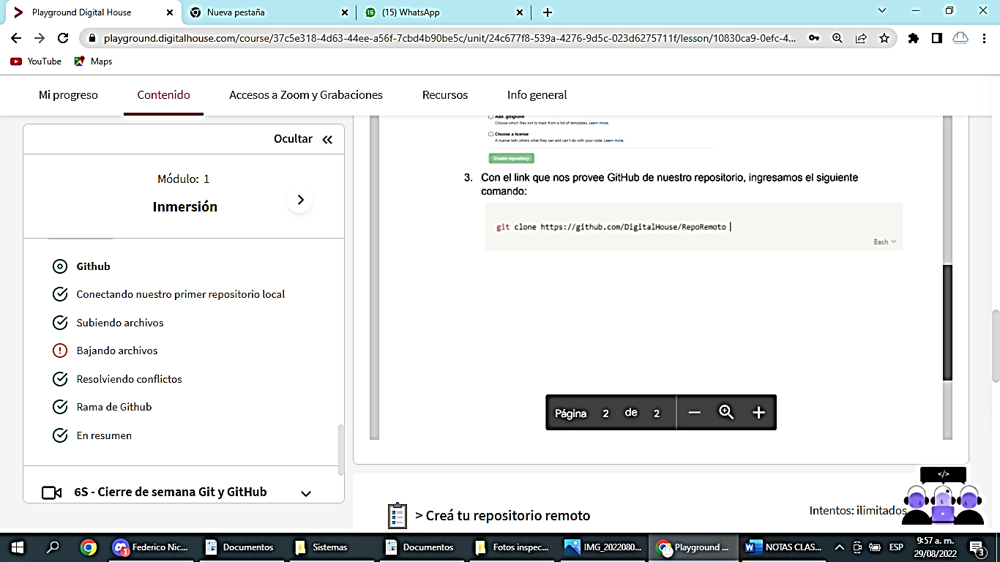 Playground Digital House
Nueva pestaña
(15) WhatsApp
playground.digitalhouse.com/course/37c5e318-4d63-44ee-a56f-7cbd4b90be5c/unit/24c677f8-539a-4276-9d5c-023d6275711f/lesson/10830ca9-0efc-4...
YouTube
Maps
Mi progreso
Contenido
Accesos a Zoom y Grabaciones
Recursos
Info general
Ocultar
Módulo: 1
Inmersión
Github
Conectando nuestro primer repositorio local
Subiendo archivos
Bajando archivos
Resolviendo conflictos
Rama de Github
En resumen
6S - Cierre de semana Git y GitHub
Add .gitignore
Choose which files not to track from a list of templates. Learn more.
Choose a license
A license tells others what they can and can't do with your code. Learn more.
Create repository
3. Con el link que nos provee GitHub de nuestro repositorio, ingresamos el siguiente
comando:
git clone https://github.com/DigitalHouse/RepoRemoto
Bash
Página 2 de 2
> Creá tu repositorio remoto
Intentos: ilimitados
</>
Federico Nic...
Documentos
Sistemas
Documentos
Fotos inspec...
IMG_2022080...
Playground ...
NOTAS CLAS...
ESP
9:57 a. m.
29/08/2022
3